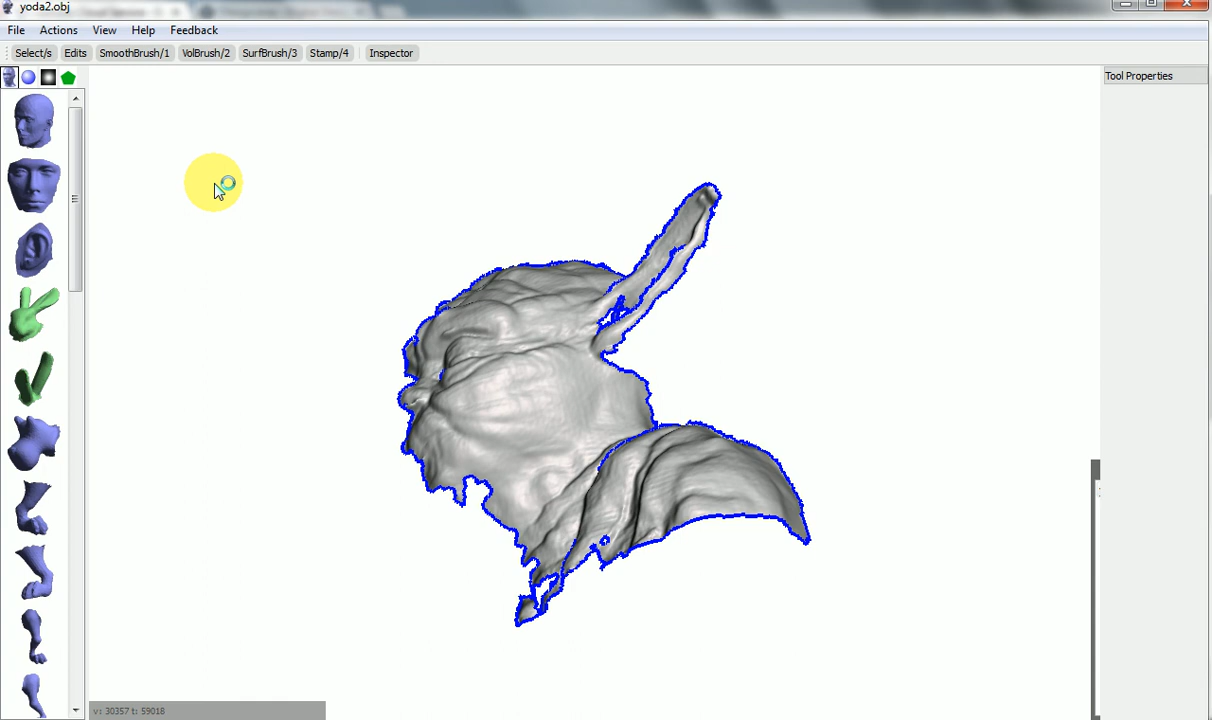 yoda2.obj
File Actions View Help Feedback
Select/s Edits SmoothBrush/1 VolBrush/2 SurfBrush/3 Stamp/4 Inspector
Tool Properties
v: 30357 t: 59018